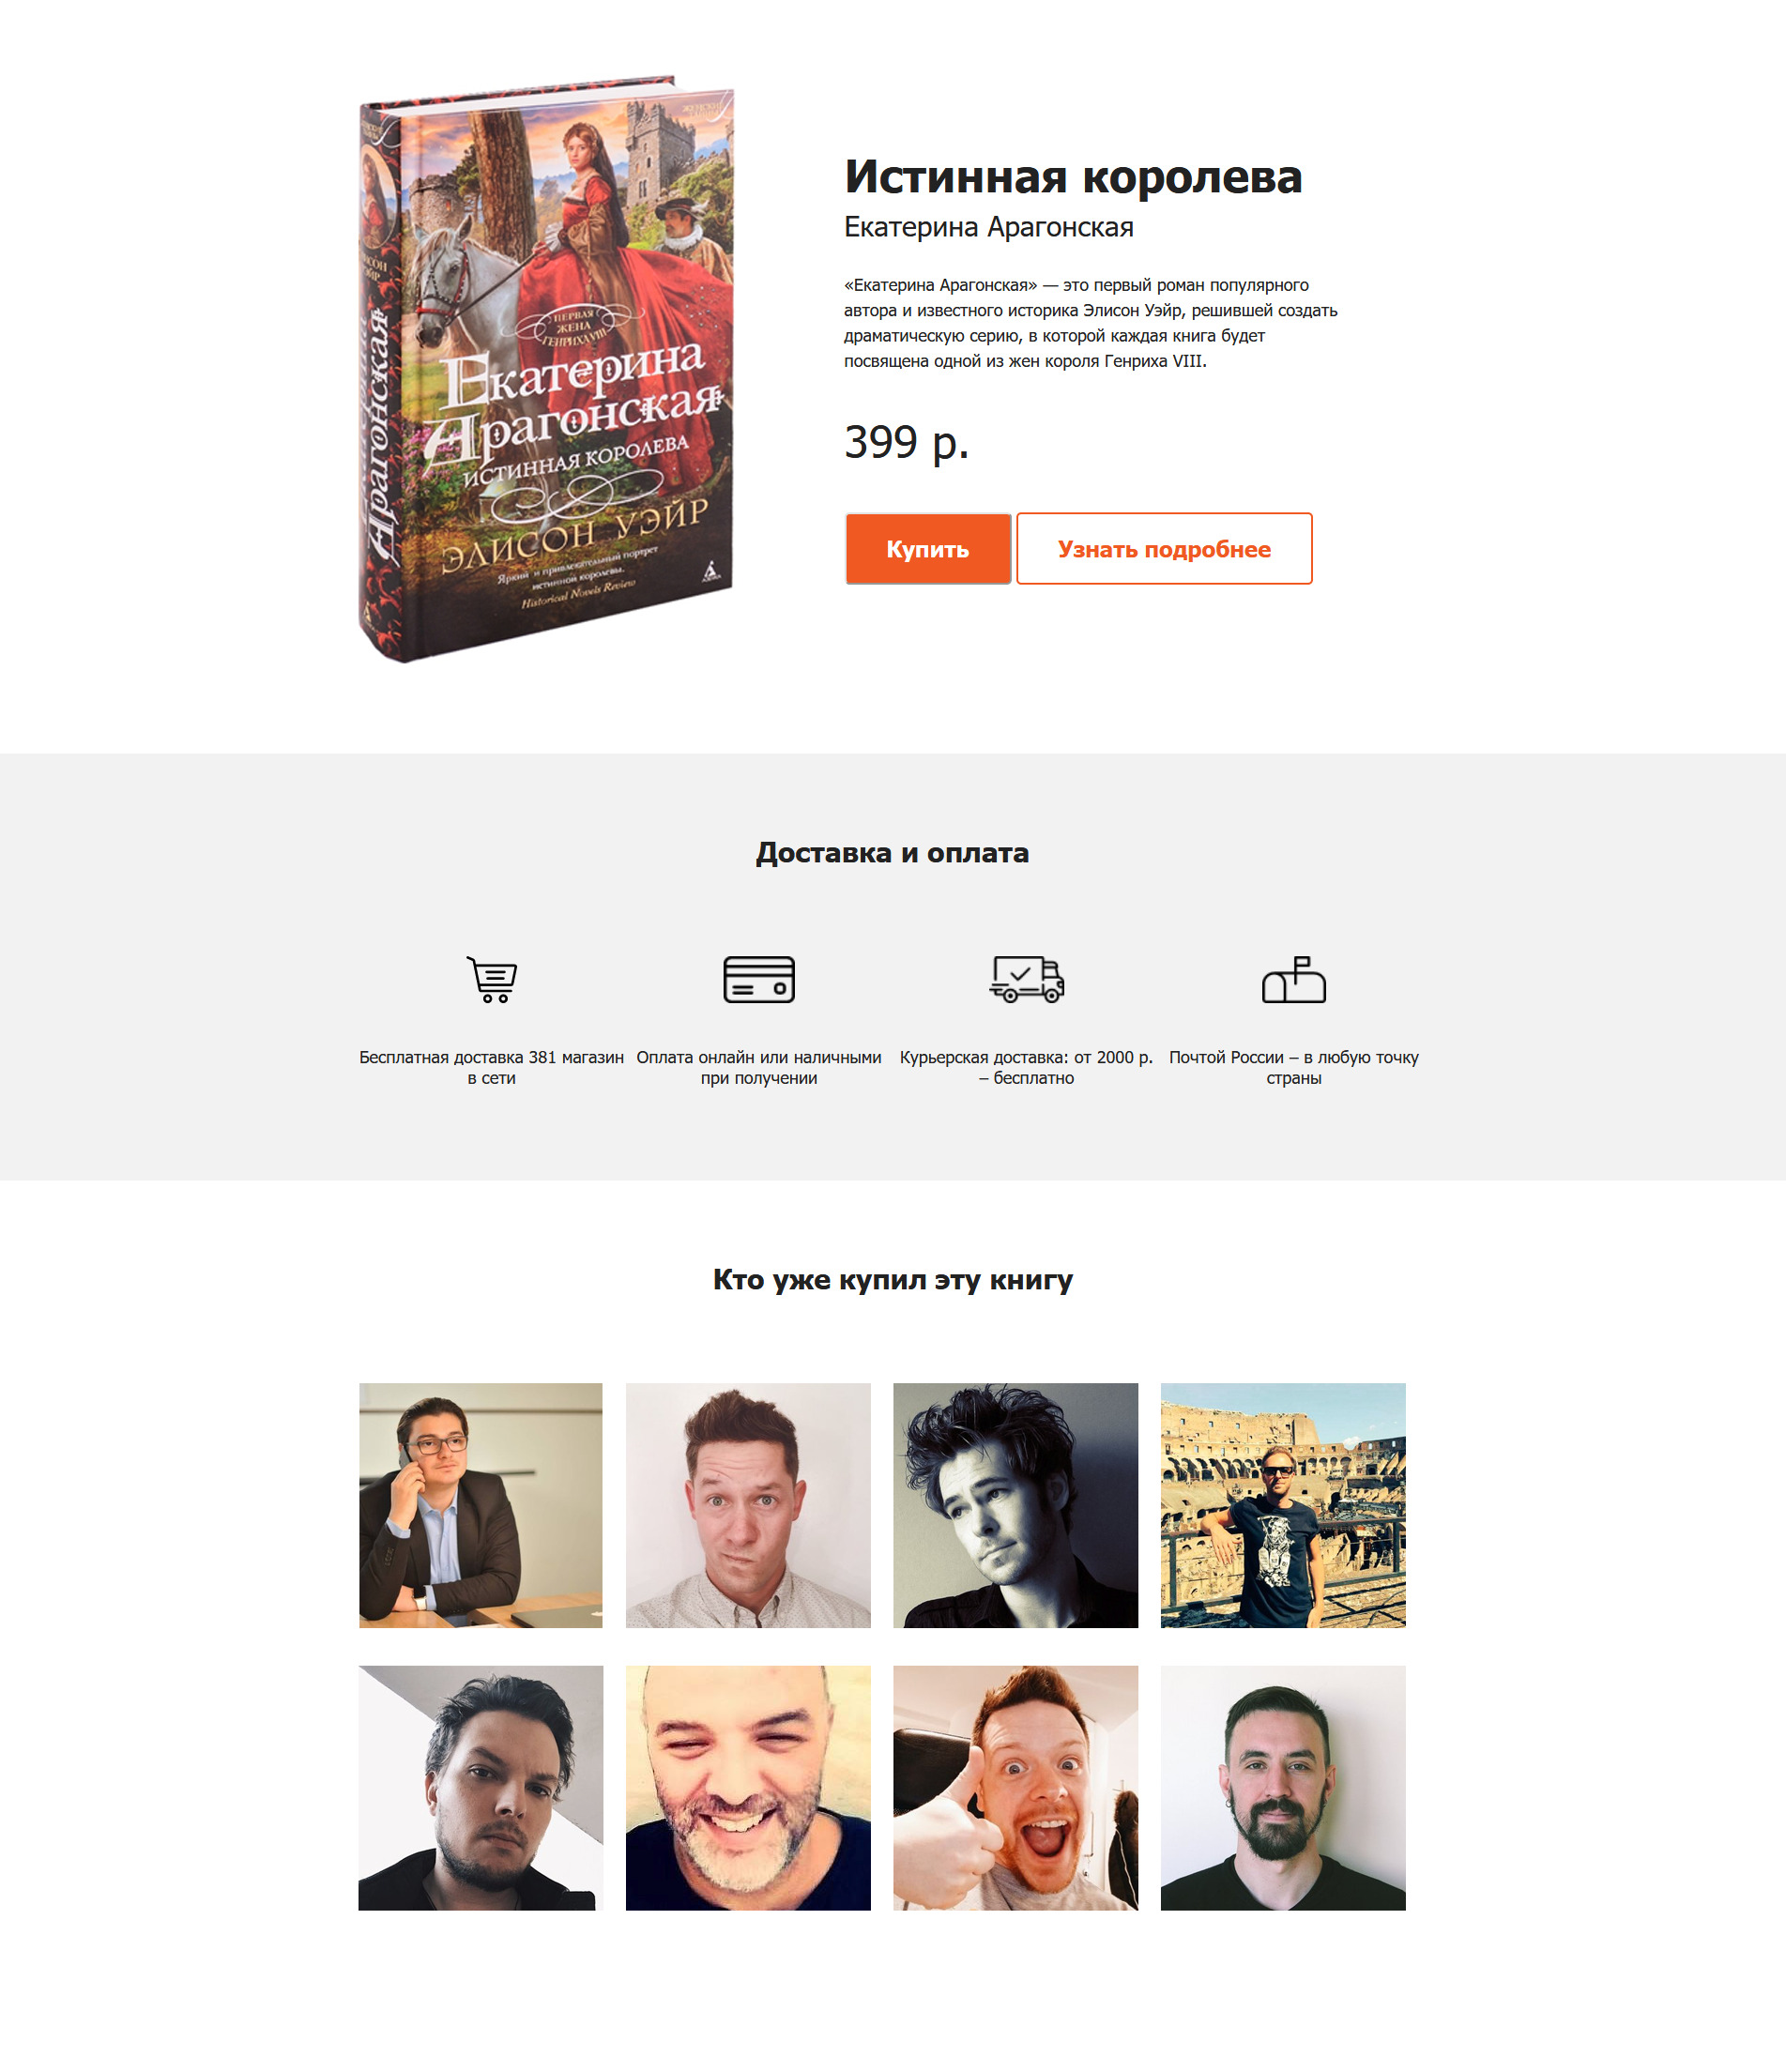 ЖЕНСКИЕ
ПЕРВАЯ
ЖЕНА
ГЕНРИХА VIII
Екатерина
Арагонская
ИСТИННАЯ КОРОЛЕВА
ЭЛИСОН УЭЙР
Яркий и привлекательный портрет
истинной королевы.
Historical Novels Review
АЗБУКА
Екатерина
Арагонская
Истинная королева
Екатерина Арагонская
«Екатерина Арагонская» — это первый роман популярного
автора и известного историка Элисон Уэйр, решившей создать
драматическую серию, в которой каждая книга будет
посвящена одной из жен короля Генриха VIII.
399 р.
Купить
Узнать подробнее
Доставка и оплата
Бесплатная доставка 381 магазин
в сети
Оплата онлайн или наличными
при получении
Курьерская доставка: от 2000 р.
– бесплатно
Почтой России – в любую точку
страны
Кто уже купил эту книгу